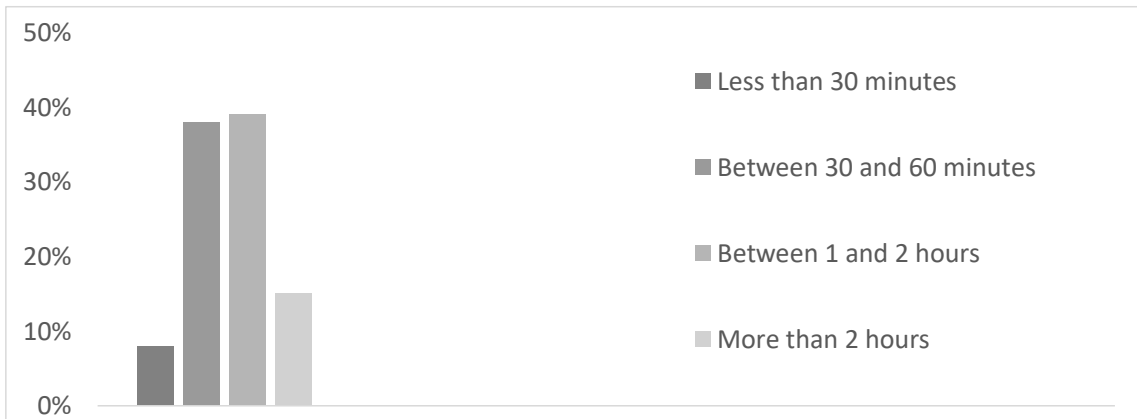 50%
40%
30%
20%
10%
0%
Less than 30 minutes
Between 30 and 60 minutes
Between 1 and 2 hours
More than 2 hours